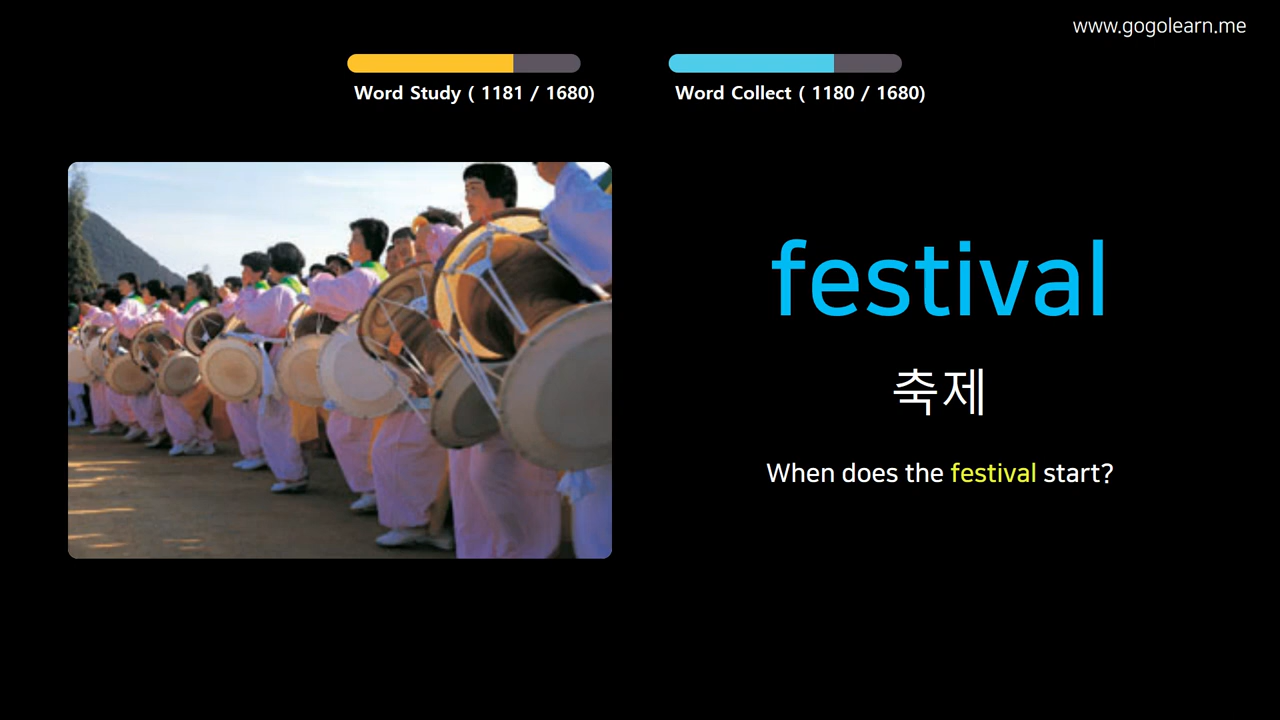 www.gogolearn.me
Word Study ( 1181 / 1680)
Word Collect ( 1180 / 1680)
festival
축제
When does the festival start?